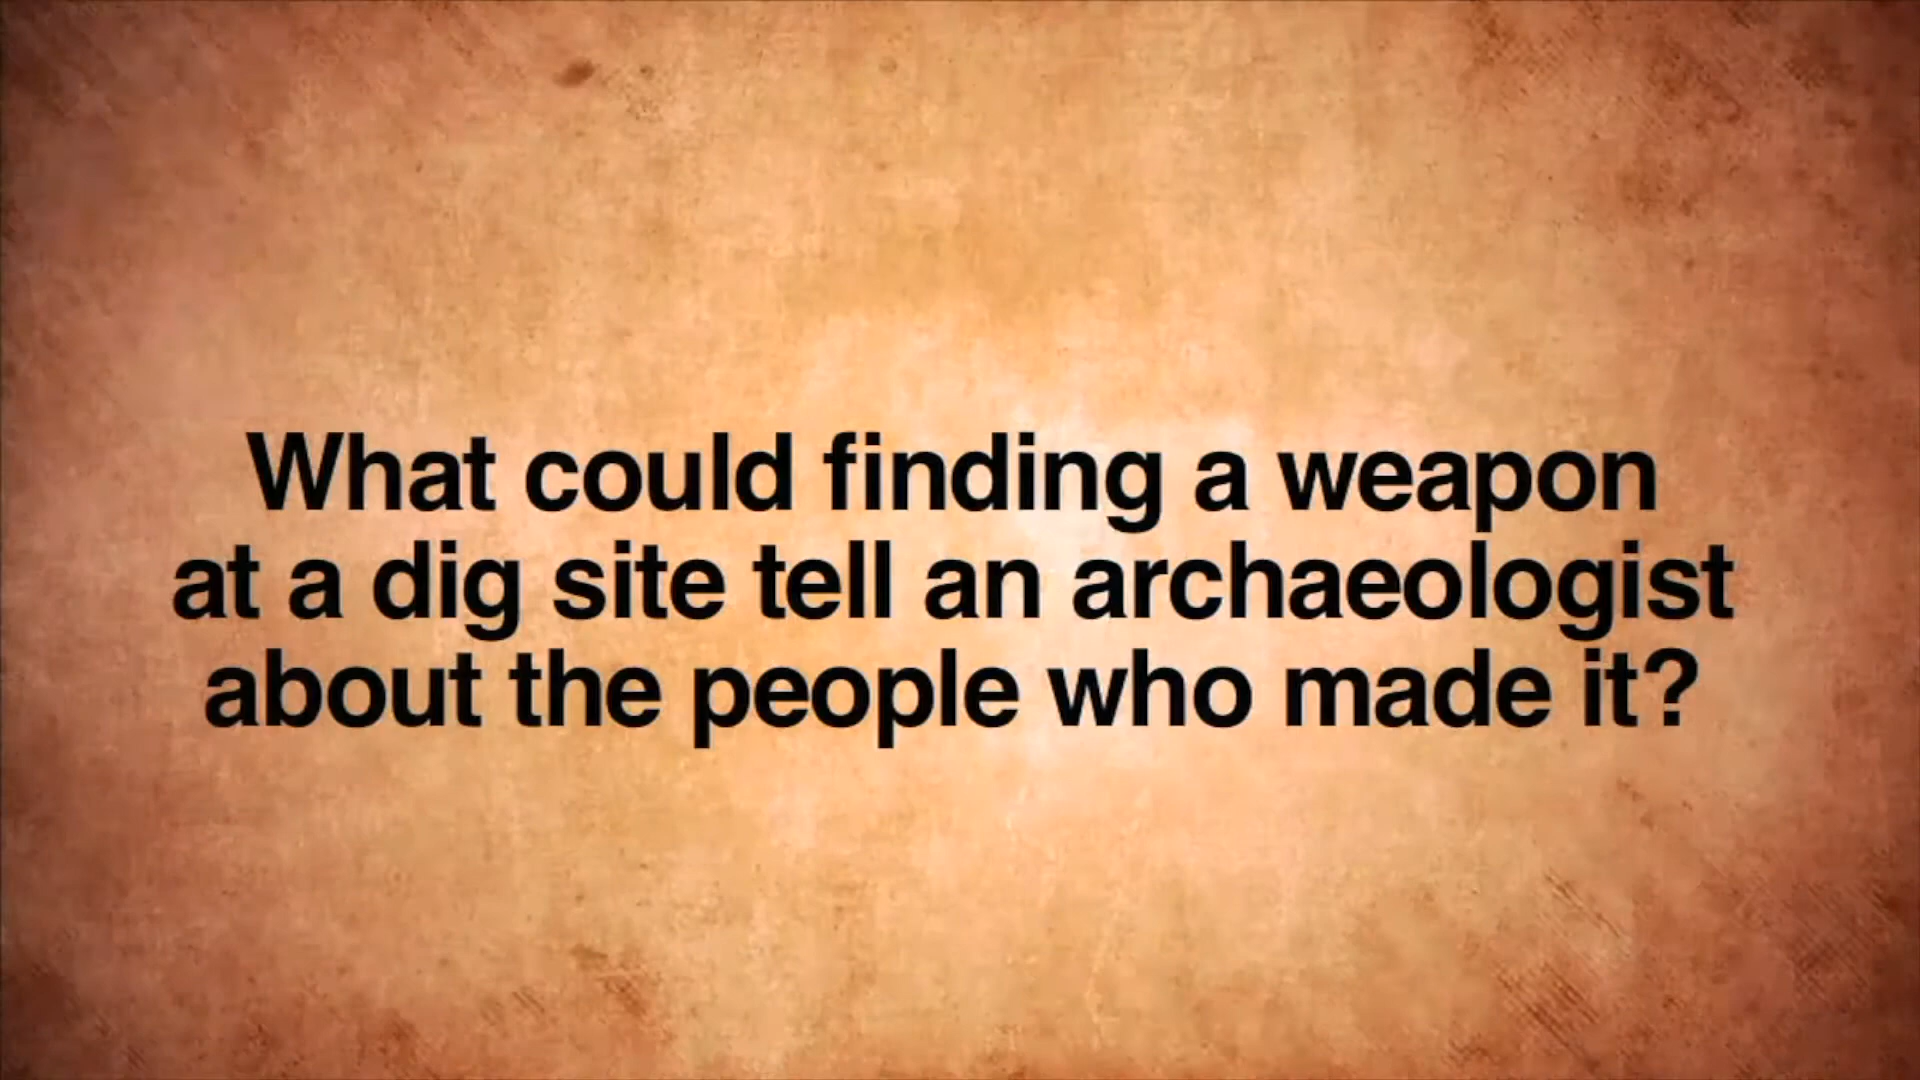 What could finding a weapon
at a dig site tell an archaeologist
about the people who made it?